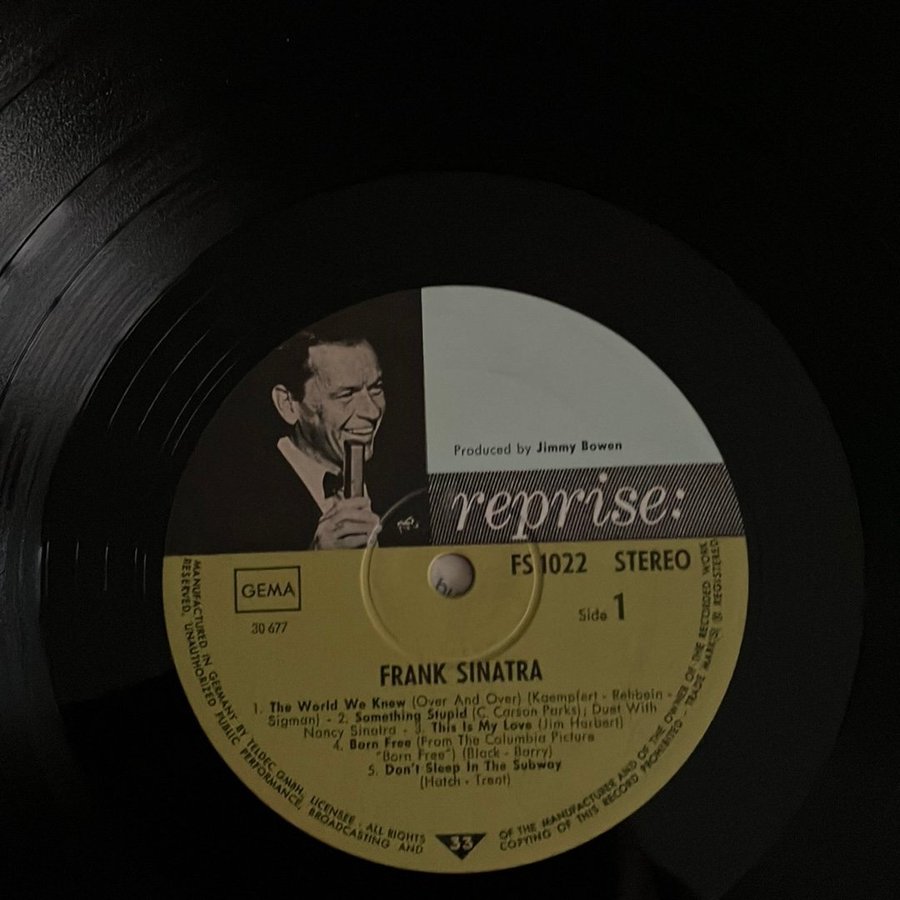 Produced by Jimmy Bowen
reprise:
FS 1022 STEREO
GEMA
Side 1
30 677
FRANK SINATRA
1. The World We Knew (Over And Over) (Kaempfert - Rehbein -
Sigman) - 2. Something Stupid (C. Carson Parks); Duet With
Nancy Sinatra - 3. This Is My Love (Jim Harbert)
4. Born Free (From The Columbia Picture
"Born Free") (Black - Barry)
5. Don't Sleep In The Subway
(Hatch - Trent)
33
MANUFACTURED IN GERMANY BY TELDEC GMBH, LICENSEE · ALL RIGHTS
OF THE MANUFACTURER AND OF THE OWNER OF THE RECORDED WORK
RESERVED, UNAUTHORIZED PUBLIC PERFORMANCE, BROADCASTING AND
COPYING OF THIS RECORD PROHIBITED - TRADE MARK(S) ® REGISTERED